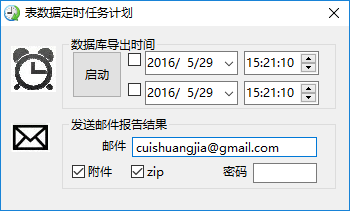 表数据定时任务计划
数据库导出时间
启动
2016/ 5/29 15:21:10
2016/ 5/29 15:21:10
发送邮件报告结果
邮件 cuishuangjia@gmail.com
附件 zip 密码